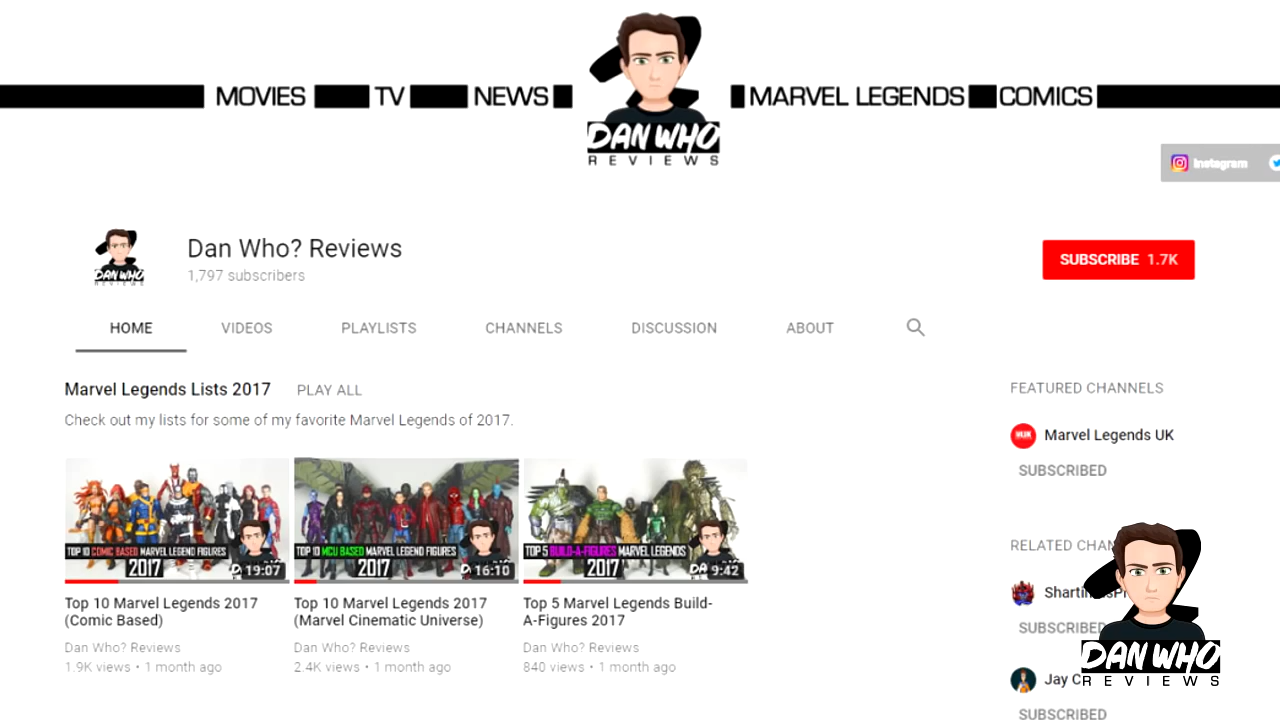 MOVIES TV NEWS MARVEL LEGENDS COMICS
DAN WHO
REVIEWS
Instagram
DAN WHO
REVIEWS
Dan Who? Reviews
1,797 subscribers
SUBSCRIBE 1.7K
HOME VIDEOS PLAYLISTS CHANNELS DISCUSSION ABOUT
Marvel Legends Lists 2017 PLAY ALL
Check out my lists for some of my favorite Marvel Legends of 2017.
TOP 10 COMIC BASED MARVEL LEGEND FIGURES
2017
19:07
TOP 10 MCU BASED MARVEL LEGEND FIGURES
2017
16:10
TOP 5 BUILD-A-FIGURES MARVEL LEGENDS
2017
9:42
Top 10 Marvel Legends 2017
(Comic Based)
Dan Who? Reviews
1.9K views • 1 month ago
Top 10 Marvel Legends 2017
(Marvel Cinematic Universe)
Dan Who? Reviews
2.4K views • 1 month ago
Top 5 Marvel Legends Build-
A-Figures 2017
Dan Who? Reviews
840 views • 1 month ago
FEATURED CHANNELS
Marvel Legends UK
SUBSCRIBED
RELATED
SUBSCRIBED
Jay
SUBSCRIBED
DAN WHO
REVIEWS